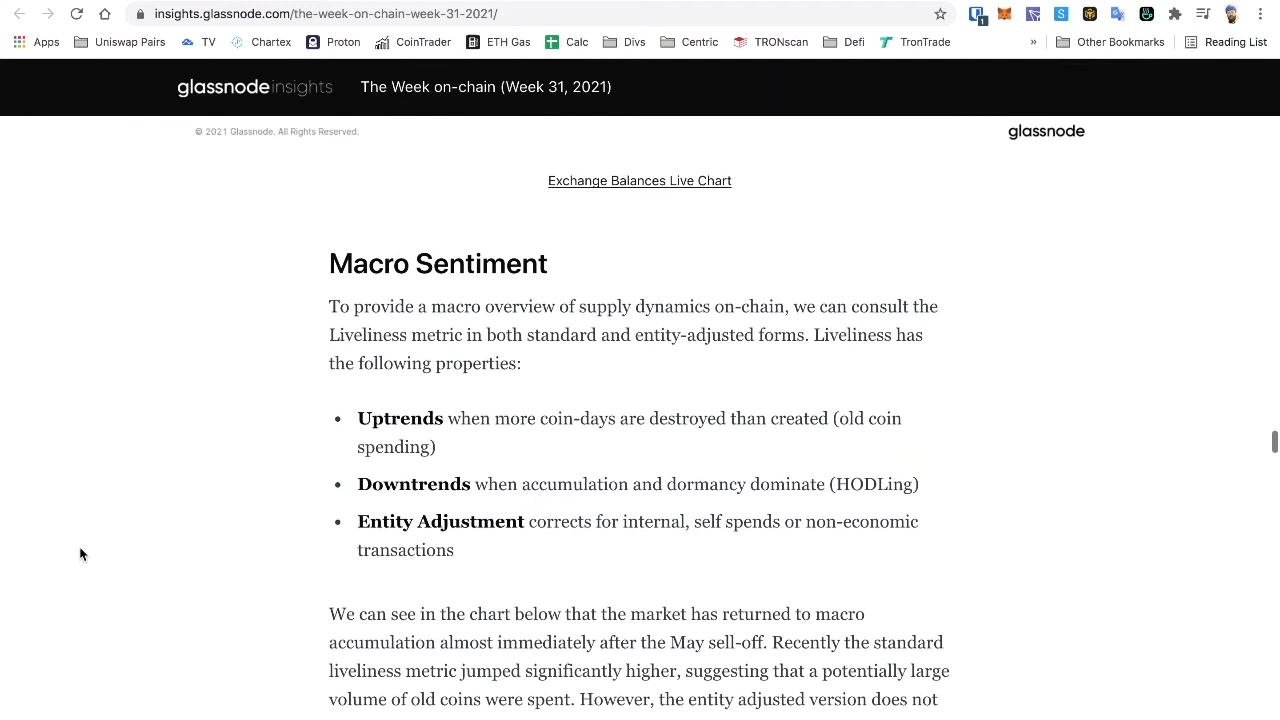 insights.glassnode.com/the-week-on-chain-week-31-2021/
1
Apps Uniswap Pairs TV Chartex Proton CoinTrader ETH Gas Calc Divs Centric TRONscan Defi TronTrade » Other Bookmarks Reading List
glassnodeinsights The Week on-chain (Week 31, 2021)
© 2021 Glassnode. All Rights Reserved. glassnode
Exchange Balances Live Chart
Macro Sentiment
To provide a macro overview of supply dynamics on-chain, we can consult the
Liveliness metric in both standard and entity-adjusted forms. Liveliness has
the following properties:
• Uptrends when more coin-days are destroyed than created (old coin
spending)
• Downtrends when accumulation and dormancy dominate (HODLing)
• Entity Adjustment corrects for internal, self spends or non-economic
transactions
We can see in the chart below that the market has returned to macro
accumulation almost immediately after the May sell-off. Recently the standard
liveliness metric jumped significantly higher, suggesting that a potentially large
volume of old coins were spent. However, the entity adjusted version does not